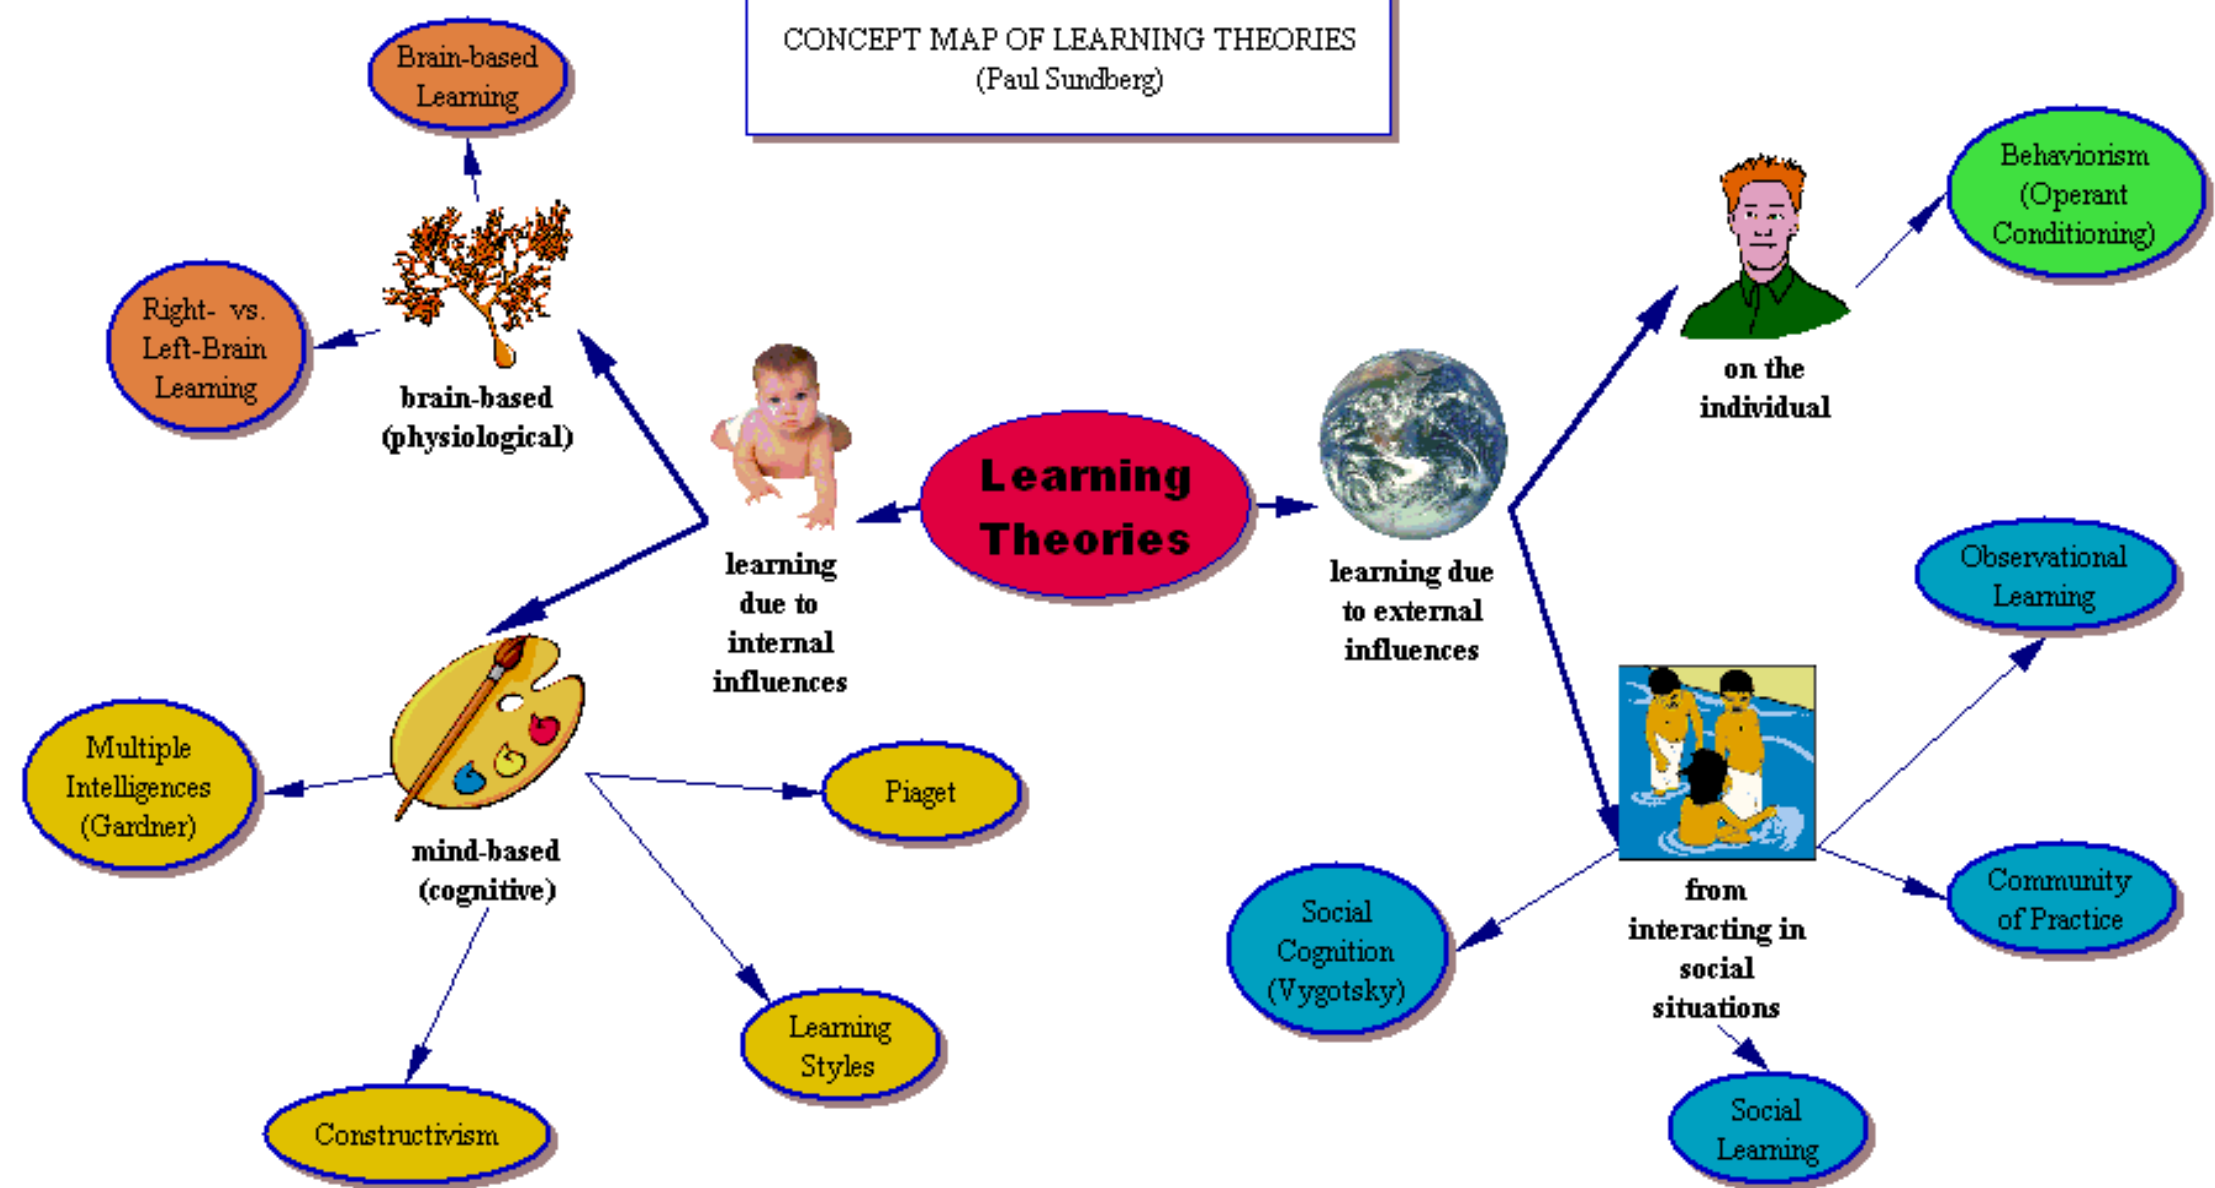 CONCEPT MAP OF LEARNING THEORIES
(Paul Sundberg)
Brain-based
Learning
Right- vs.
Left-Brain
Learning
brain-based
(physiological)
learning
due to
internal
influences
Learning
Theories
learning due
to external
influences
on the
individual
Behaviorism
(Operant
Conditioning)
Observational
Learning
Multiple
Intelligences
(Gardner)
mind-based
(cognitive)
Piaget
Learning
Styles
Constructivism
Social
Cognition
(Vygotsky)
from
interacting in
social
situations
Community
of Practice
Social
Learning